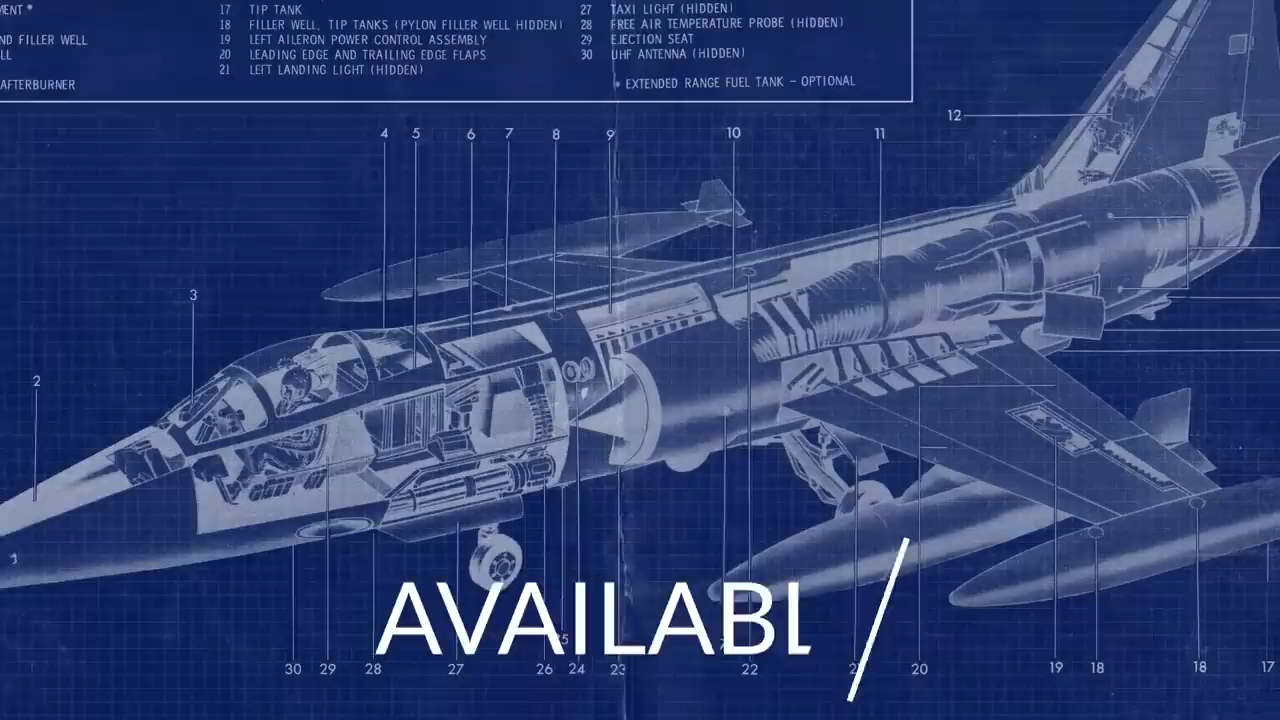 MENT *
ND FILLER WELL
LL
AFTERBURNER
17 TIP TANK
18 FILLER WELL, TIP TANKS (PYLON FILLER WELL HIDDEN)
19 LEFT AILERON POWER CONTROL ASSEMBLY
20 LEADING EDGE AND TRAILING EDGE FLAPS
21 LEFT LANDING LIGHT (HIDDEN)
27 TAXI LIGHT (HIDDEN)
28 FREE AIR TEMPERATURE PROBE (HIDDEN)
29 EJECTION SEAT
30 UHF ANTENNA (HIDDEN)
* EXTENDED RANGE FUEL TANK – OPTIONAL
12
4 5 6 7 8 9 10 11
3
2
1
AVAILABL
30 29 28 27 26 24 23 22 20 19 18 18 17